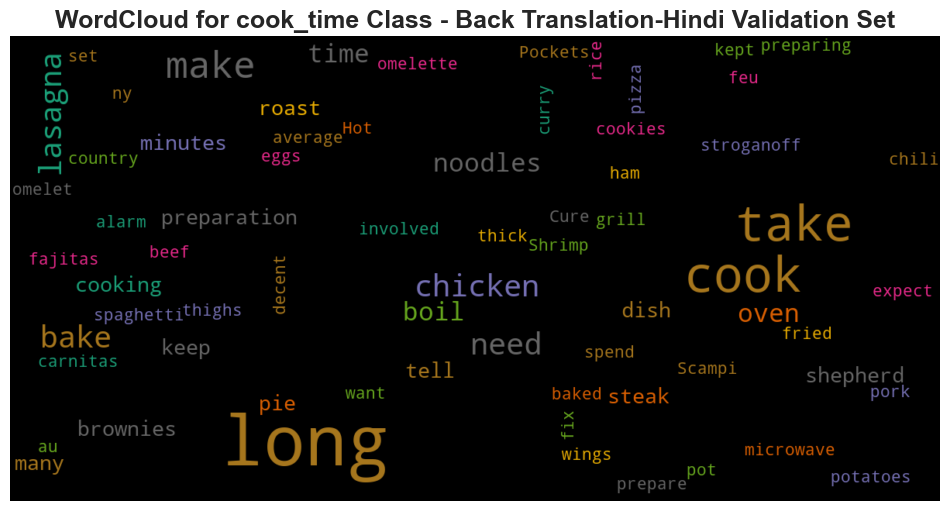 WordCloud for cook_time Class - Back Translation-Hindi Validation Set
set
lasagna
make
time
omelette
Pockets
rice
kept
preparing
feu
pizza
ny
roast
curry
cookies
Hot
average
minutes
eggs
country
noodles
stroganoff
chili
ham
omelet
alarm
preparation
involved
thick
Cure
grill
Shrimp
take
fajitas
beef
decent
cooking
chicken
cook
expect
spaghetti
thighs
boil
dish
oven
fried
bake
keep
need
spend
carnitas
tell
Scampi
shepherd
want
baked
steak
pork
pie
long
brownies
fix
au
many
wings
microwave
pot
prepare
potatoes